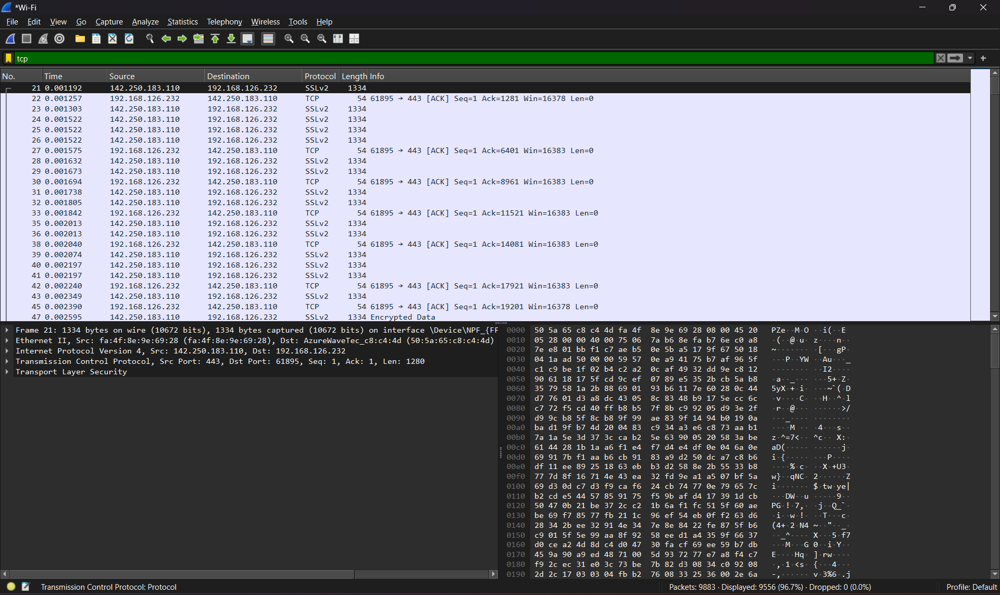 *Wi-Fi
File Edit View Go Capture Analyze Statistics Telephony Wireless Tools Help
tcp
No. Time Source Destination Protocol Length Info
21 0.001192 142.250.183.110 192.168.126.232 SSLv2 1334
22 0.001257 192.168.126.232 142.250.183.110 TCP 54 61895 → 443 [ACK] Seq=1 Ack=1281 Win=16378 Len=0
23 0.001303 142.250.183.110 192.168.126.232 SSLv2 1334
24 0.001522 142.250.183.110 192.168.126.232 SSLv2 1334
25 0.001522 142.250.183.110 192.168.126.232 SSLv2 1334
26 0.001522 142.250.183.110 192.168.126.232 SSLv2 1334
27 0.001575 192.168.126.232 142.250.183.110 TCP 54 61895 → 443 [ACK] Seq=1 Ack=6401 Win=16383 Len=0
28 0.001632 142.250.183.110 192.168.126.232 SSLv2 1334
29 0.001673 142.250.183.110 192.168.126.232 SSLv2 1334
30 0.001694 192.168.126.232 142.250.183.110 TCP 54 61895 → 443 [ACK] Seq=1 Ack=8961 Win=16383 Len=0
31 0.001738 142.250.183.110 192.168.126.232 SSLv2 1334
32 0.001805 142.250.183.110 192.168.126.232 SSLv2 1334
33 0.001842 192.168.126.232 142.250.183.110 TCP 54 61895 → 443 [ACK] Seq=1 Ack=11521 Win=16383 Len=0
35 0.002013 142.250.183.110 192.168.126.232 SSLv2 1334
36 0.002013 142.250.183.110 192.168.126.232 SSLv2 1334
38 0.002040 192.168.126.232 142.250.183.110 TCP 54 61895 → 443 [ACK] Seq=1 Ack=14081 Win=16383 Len=0
39 0.002074 142.250.183.110 192.168.126.232 SSLv2 1334
40 0.002197 142.250.183.110 192.168.126.232 SSLv2 1334
41 0.002197 142.250.183.110 192.168.126.232 SSLv2 1334
42 0.002240 192.168.126.232 142.250.183.110 TCP 54 61895 → 443 [ACK] Seq=1 Ack=17921 Win=16383 Len=0
43 0.002349 142.250.183.110 192.168.126.232 SSLv2 1334
45 0.002390 192.168.126.232 142.250.183.110 TCP 54 61895 → 443 [ACK] Seq=1 Ack=19201 Win=16378 Len=0
47 0.002595 142.250.183.110 192.168.126.232 SSLv2 1334 Encrypted Data
Frame 21: 1334 bytes on wire (10672 bits), 1334 bytes captured (10672 bits) on interface \Device\NPF_{FF
Ethernet II, Src: fa:4f:8e:9e:69:28 (fa:4f:8e:9e:69:28), Dst: AzureWaveTec_c8:c4:4d (50:5a:65:c8:c4:4d)
Internet Protocol Version 4, Src: 142.250.183.110, Dst: 192.168.126.232
Transmission Control Protocol, Src Port: 443, Dst Port: 61895, Seq: 1, Ack: 1, Len: 1280
Transport Layer Security
0000 50 5a 65 c8 c4 4d fa 4f 8e 9e 69 28 08 00 45 20 PZe··M·O ··i(··E
0010 05 28 00 00 40 00 75 06 7a b6 8e fa b7 6e c0 a8 ·(··@·u· z····n··
0020 7e e8 01 bb f1 c7 ae b5 0e 5b a5 17 9f 67 50 18 ~······· ·[···gP·
0030 04 1a ad 50 00 00 59 57 0e a9 41 75 b7 af 96 5f ···P··YW ··Au···_
0040 c1 c9 be 1f 02 b4 c2 a2 0c af 49 32 dd 9e c8 12 ········ ··I2····
0050 90 61 18 17 5f cd 9c ef 07 89 e5 35 2b cb 5a b8 ·a··_··· ···5+·Z·
0060 35 79 58 1a 2b 88 69 01 93 b6 11 7e 60 28 0c 44 5yX·+·i· ···~`(·D
0070 d7 76 01 d3 a8 dc 43 05 8c 83 48 b9 17 5e cc 6c ·v····C· ··H··^·l
0080 c7 72 f5 cd 40 ff b8 b5 7f 8b c9 92 05 d9 3e 2f ·r··@··· ······>/
0090 d9 9c b8 5f 8c b8 9f 99 ae 83 9f 14 94 b0 19 0a ···_···· ········
00a0 ba d1 9f b7 4d 20 04 83 c9 34 a3 e6 c8 73 aa b1 ····M ·· ·4···s··
00b0 7a 1a 5e 3d 37 3c ca b2 5e 63 90 05 20 58 3a be z·^=7<·· ^c·· X:·
00c0 61 44 28 1b 1a a6 f1 e4 f7 d4 e4 df 0e 04 6a 0e aD(····· ······j·
00d0 69 91 7b f1 aa b6 cb 91 83 a9 d2 50 dc a7 c8 b6 i·{····· ···P····
00e0 df 11 ee 89 25 18 63 eb b3 d2 58 8e 2b 55 33 b8 ····%·c· ··X·+U3·
00f0 77 7d 8f 16 71 4e 43 ea 32 fd 9e a1 a5 07 bf 5a w}··qNC· 2······Z
0100 69 d3 0d c7 d3 f9 ca f6 24 cb 74 77 0e 79 65 7c i······· $·tw·ye|
0110 b2 cd e5 44 57 85 91 75 f5 9b af d4 17 39 1d cb ···DW··u ·····9··
0120 50 47 0b 21 be 37 2c c2 1b 6a f1 fc 51 5f 60 ae PG·!·7,· ·j··Q_`·
0130 be 69 f7 85 77 fb 21 1c 96 ef 54 eb 0f f2 63 d6 ·i··w·!· ··T···c·
0140 28 34 2b ee 32 91 4e 34 7e 8e 84 22 fe 87 5f b6 (4+·2·N4 ~··"··_·
0150 c9 01 5f 5e 99 aa 8f 92 58 ee d1 a4 35 9f 66 37 ··_^···· X···5·f7
0160 d0 ce a2 4d 8d c4 d0 47 30 fa cf 69 ee 59 b7 db ···M···G 0··i·Y··
0170 45 9a 90 a9 ed 48 71 00 5d 93 72 77 e7 a8 f4 c7 E····Hq· ]·rw····
0180 f9 2c ec 31 e0 3c 73 be 7b 82 d3 08 34 c0 92 08 ·,·1·<s· {···4···
0190 2d 2c 17 03 03 04 fb b2 76 08 33 25 36 00 2e 6a -,······ v·3%6·.j
Transmission Control Protocol: Protocol
Packets: 9883 · Displayed: 9556 (96.7%) · Dropped: 0 (0.0%)
Profile: Default